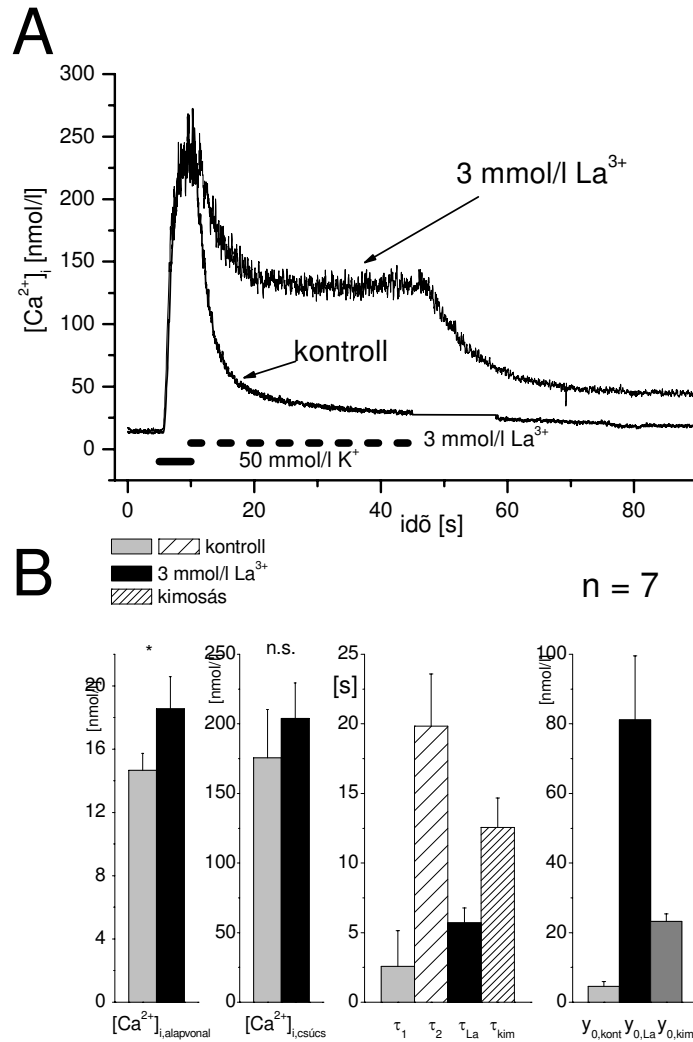 A
300
250
200
150
100
50
0
[Ca²⁺]ᵢ [nmol/l]
3 mmol/l La³⁺
kontroll
3 mmol/l La³⁺
50 mmol/l K⁺
0 20 40 60 80
idõ [s]
B
kontroll
3 mmol/l La³⁺
kimosás
n = 7
*
[nmol/l]
20
18
16
14
12
8
4
0
[Ca²⁺]i,alapvonal
n.s.
[nmol/l]
250
200
150
100
50
0
[Ca²⁺]i,csúcs
25
[s]
20
15
10
5
0
τ₁ τ₂ τLa τkim
[nmol/l]
100
80
60
40
20
0
y0,kont y0,La y0,kim